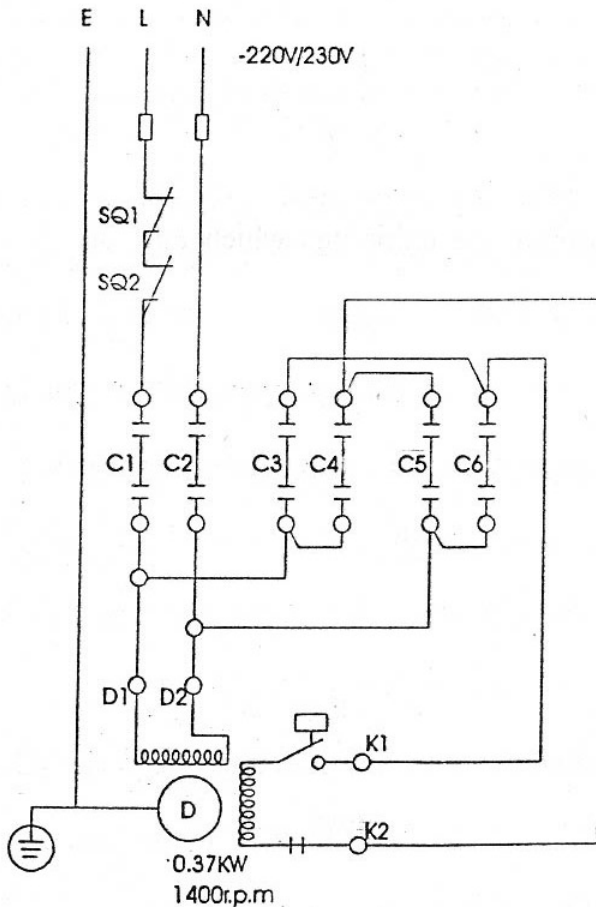 E L N
-220V/230V
SQ1
SQ2
C1 C2 C3 C4 C5 C6
D1 D2
K1
D
K2
0.37KW
1400r.p.m